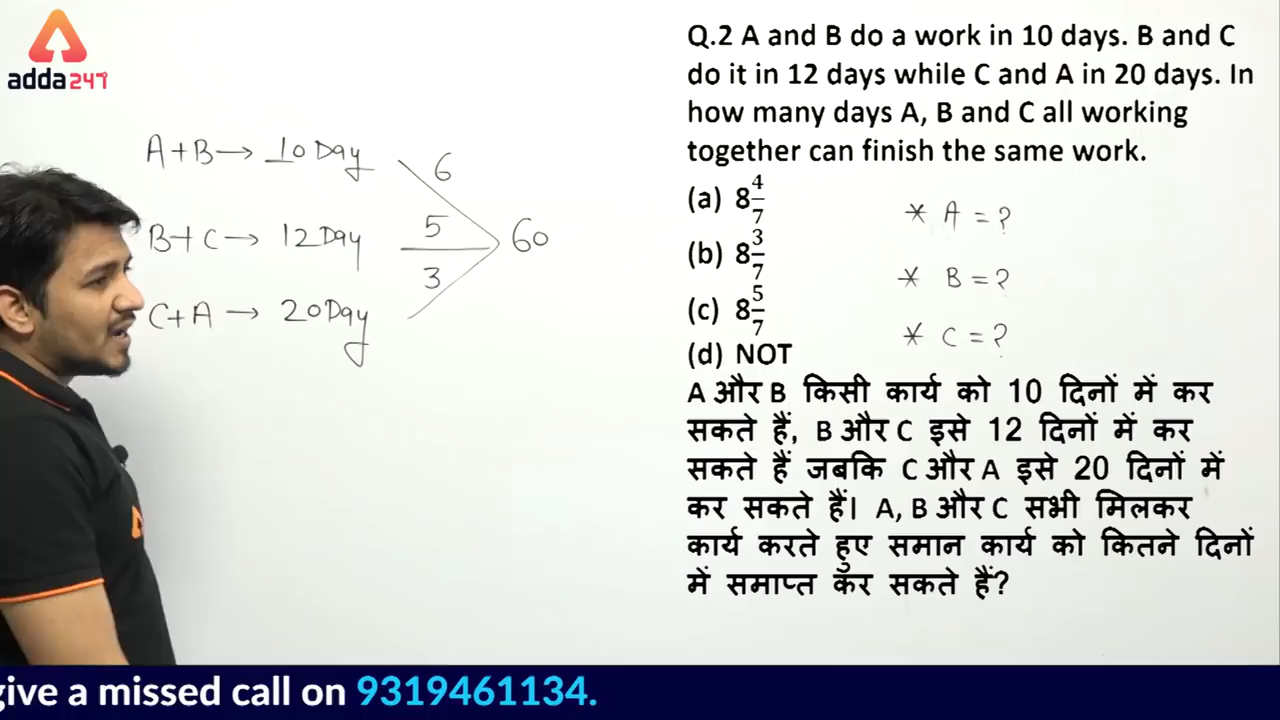 adda247
Q.2 A and B do a work in 10 days. B and C
do it in 12 days while C and A in 20 days. In
how many days A, B and C all working
together can finish the same work.
(a) 8 4/7
(b) 8 3/7
(c) 8 5/7
(d) NOT
A और B किसी कार्य को 10 दिनों में कर
सकते हैं, B और C इसे 12 दिनों में कर
सकते हैं जबकि C और A इसे 20 दिनों में
कर सकते हैं। A, B और C सभी मिलकर
कार्य करते हुए समान कार्य को कितने दिनों
में समाप्त कर सकते हैं?
A+B → 10 Day
6
B+C → 12 Day
5
60
3
C+A → 20 Day
* A = ?
* B = ?
* C = ?
give a missed call on 9319461134.